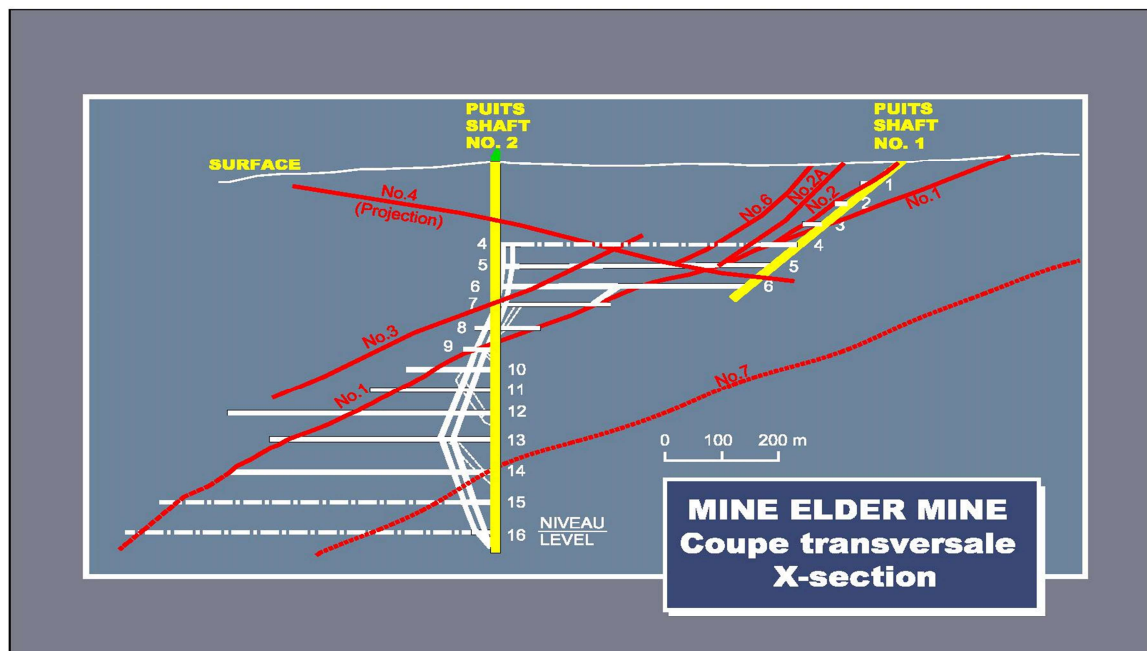 PUITS
SHAFT
NO. 2
PUITS
SHAFT
NO. 1
SURFACE
No.4
(Projection)
No.6
No.2A
No.2
No.1
1
2
3
4
4
5
5
6
6
7
8
9
No.3
No.7
10
No.1
11
12
13
0 100 200 m
14
15
16
NIVEAU
LEVEL
MINE ELDER MINE
Coupe transversale
X-section